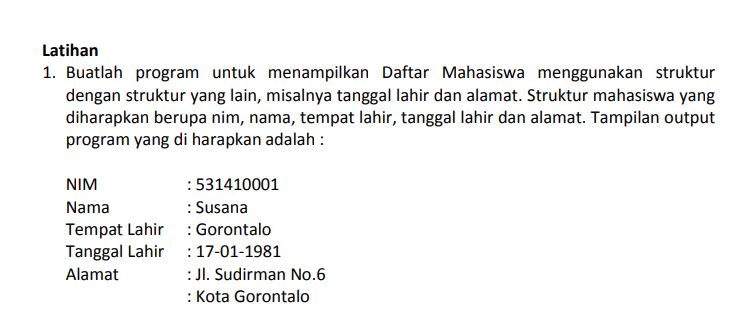 Latihan
1. Buatlah program untuk menampilkan Daftar Mahasiswa menggunakan struktur
dengan struktur yang lain, misalnya tanggal lahir dan alamat. Struktur mahasiswa yang
diharapkan berupa nim, nama, tempat lahir, tanggal lahir dan alamat. Tampilan output
program yang di harapkan adalah :
NIM : 531410001
Nama : Susana
Tempat Lahir : Gorontalo
Tanggal Lahir : 17-01-1981
Alamat : Jl. Sudirman No.6
: Kota Gorontalo